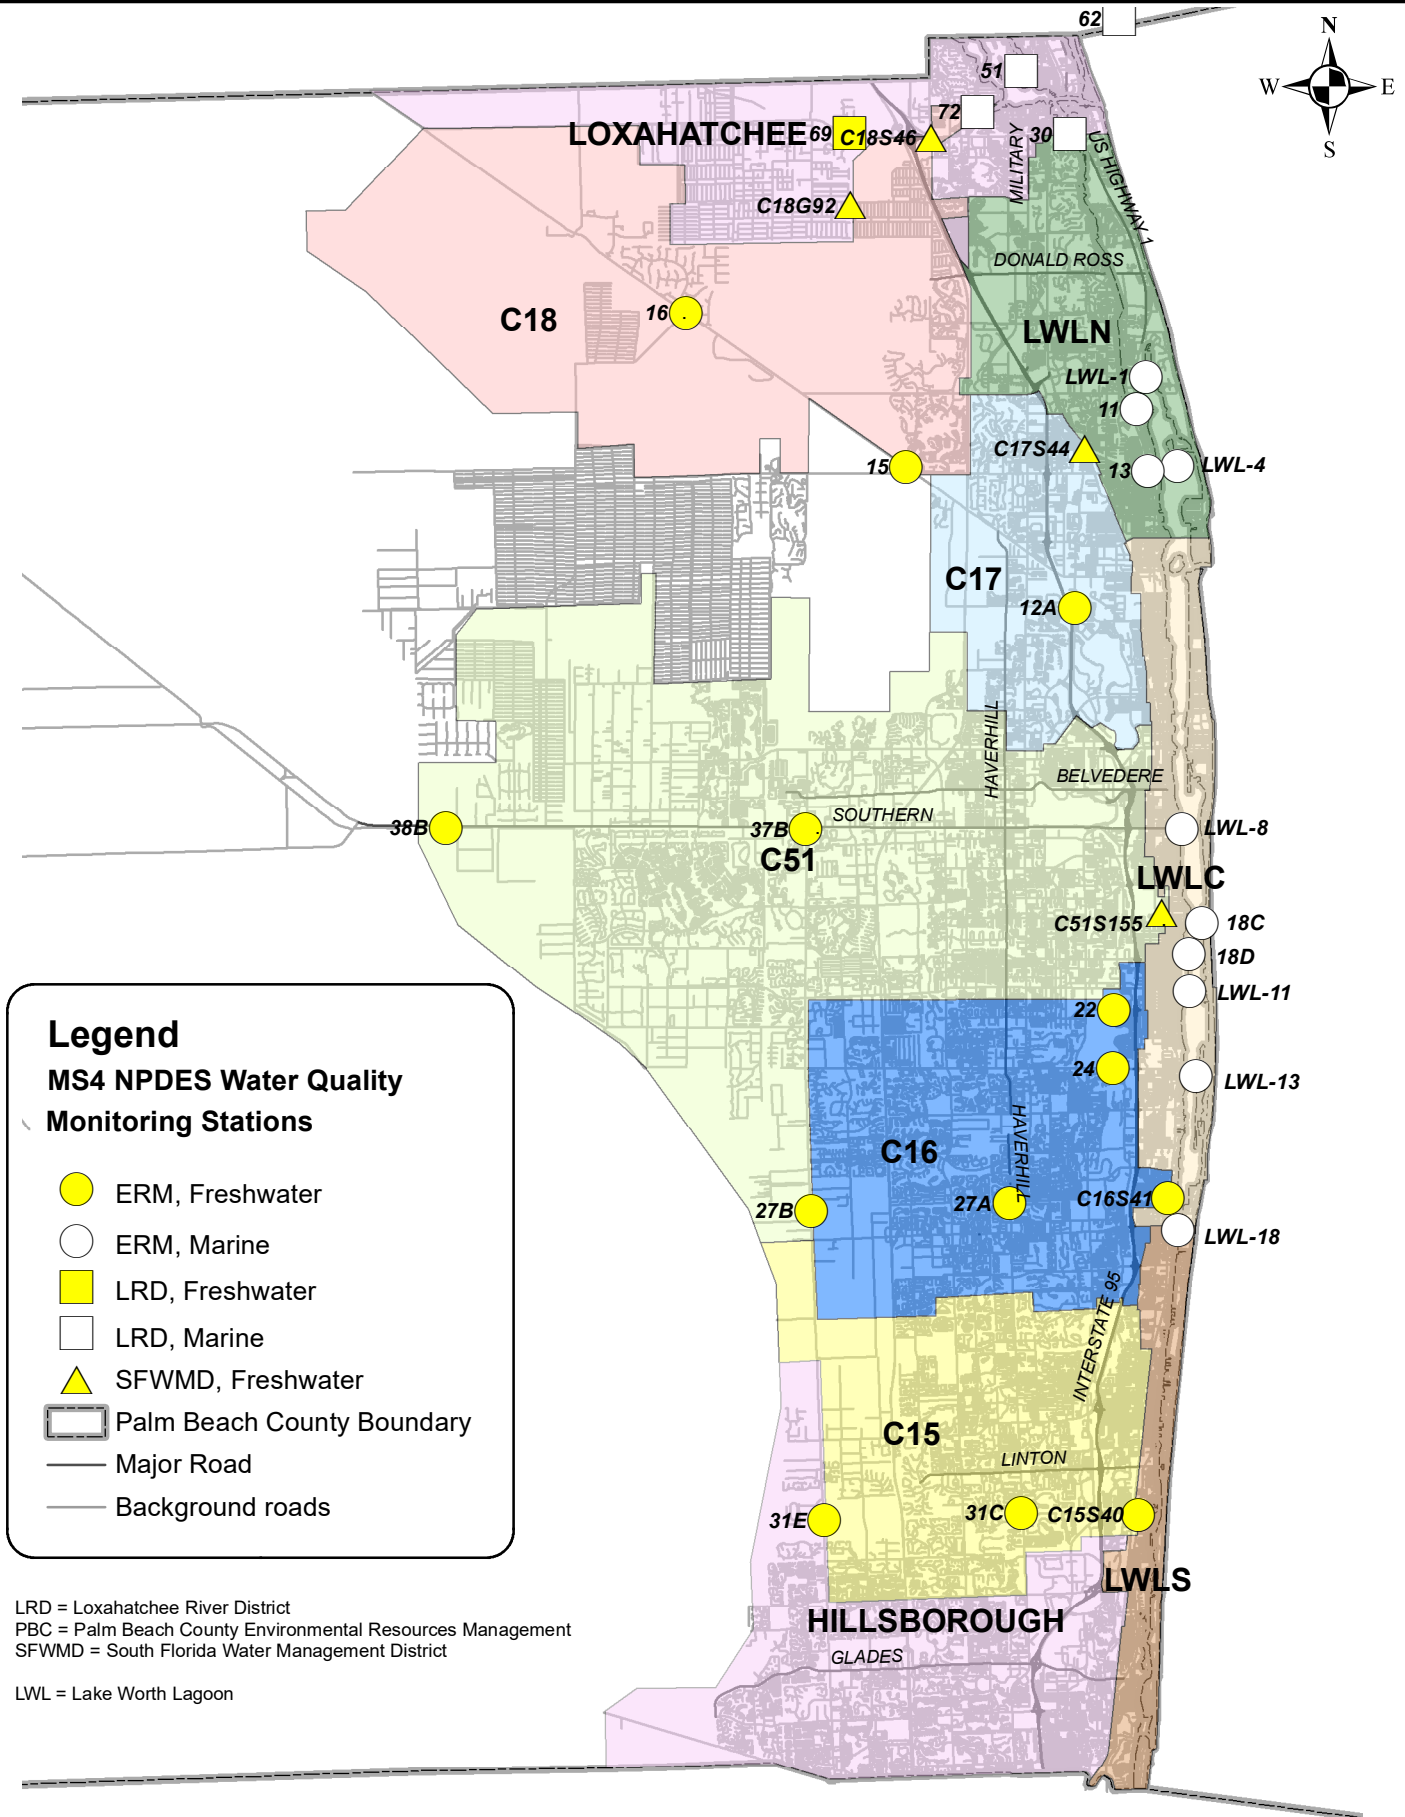 62
N
W E
S
51
72
30
LOXAHATCHEE
69
C18S46
MILITARY
US HIGHWAY 1
C18G92
DONALD ROSS
16
C18
LWLN
LWL-1
11
C17S44
13
LWL-4
15
C17
12A
HAVERHILL
BELVEDERE
SOUTHERN
38B
37B
LWL-8
C51
LWLC
C51S155
18C
18D
LWL-11
22
24
LWL-13
HAVERHILL
C16
27B
27A
C16S41
LWL-18
INTERSTATE 95
C15
LINTON
31E
31C
C15S40
LWLS
HILLSBOROUGH
GLADES
Legend
MS4 NPDES Water Quality
Monitoring Stations
ERM, Freshwater
ERM, Marine
LRD, Freshwater
LRD, Marine
SFWMD, Freshwater
Palm Beach County Boundary
Major Road
Background roads
LRD = Loxahatchee River District
PBC = Palm Beach County Environmental Resources Management
SFWMD = South Florida Water Management District
LWL = Lake Worth Lagoon